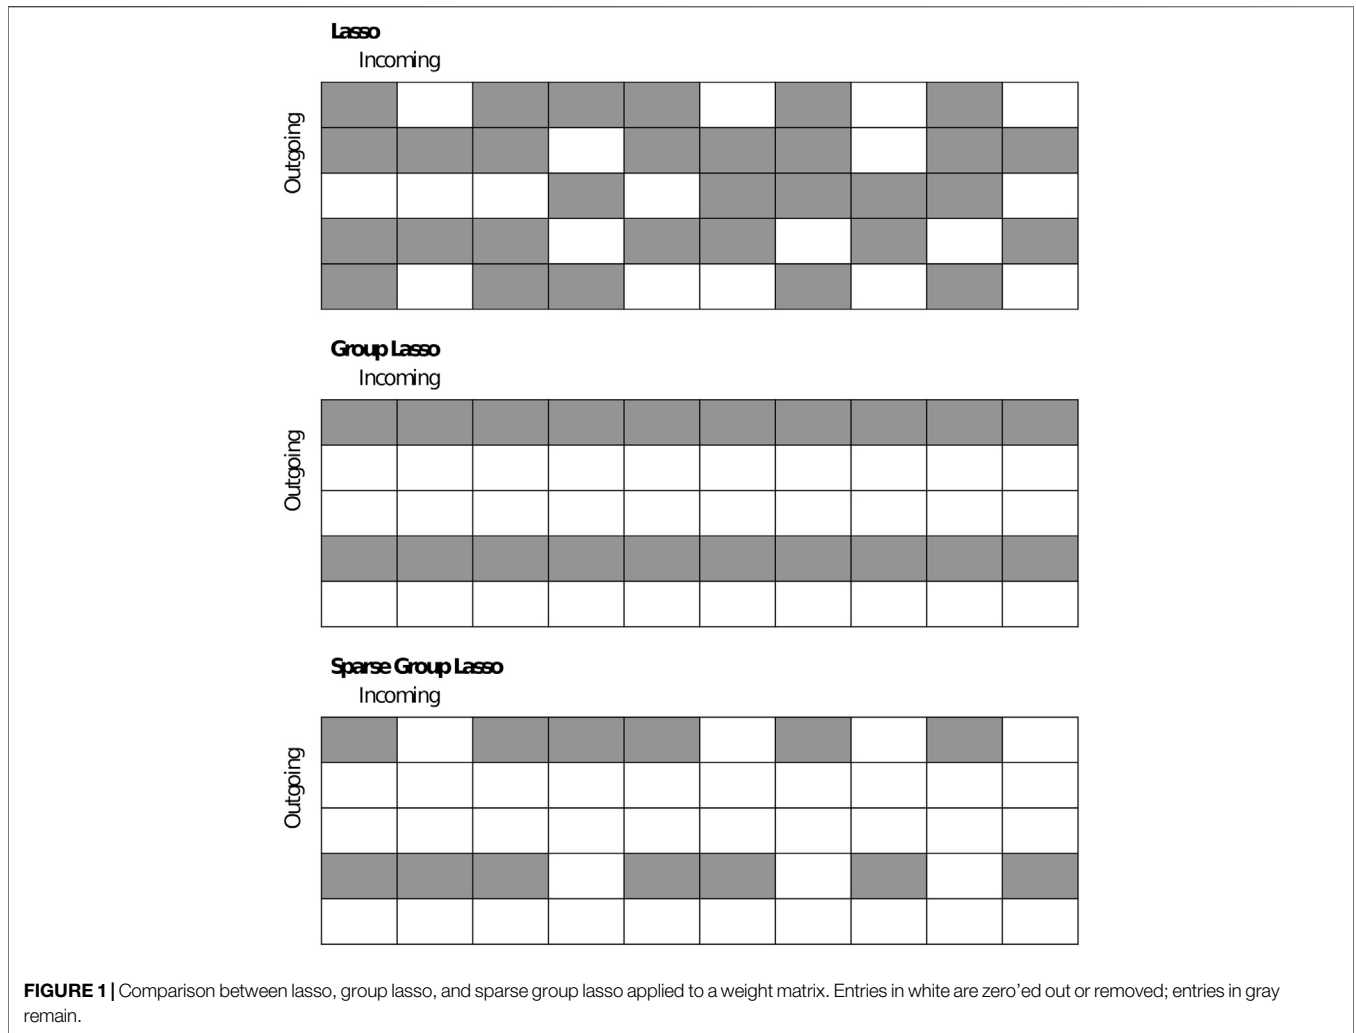 Lasso
Incoming
Outgoing
Group Lasso
Incoming
Outgoing
Sparse Group Lasso
Incoming
Outgoing
FIGURE 1 | Comparison between lasso, group lasso, and sparse group lasso applied to a weight matrix. Entries in white are zero'ed out or removed; entries in gray
remain.